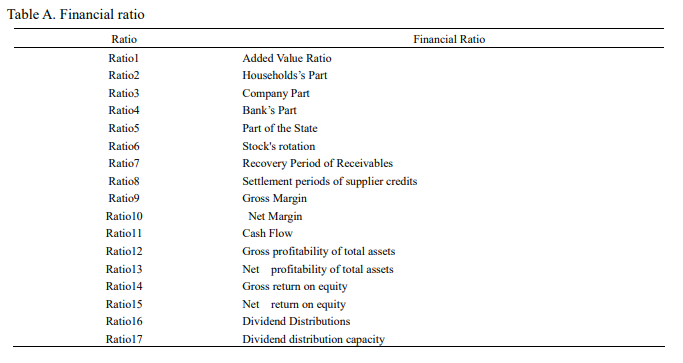 Table A. Financial ratio
Ratio Financial Ratio
Ratio1 Added Value Ratio
Ratio2 Households’s Part
Ratio3 Company Part
Ratio4 Bank’s Part
Ratio5 Part of the State
Ratio6 Stock's rotation
Ratio7 Recovery Period of Receivables
Ratio8 Settlement periods of supplier credits
Ratio9 Gross Margin
Ratio10 Net Margin
Ratio11 Cash Flow
Ratio12 Gross profitability of total assets
Ratio13 Net profitability of total assets
Ratio14 Gross return on equity
Ratio15 Net return on equity
Ratio16 Dividend Distributions
Ratio17 Dividend distribution capacity